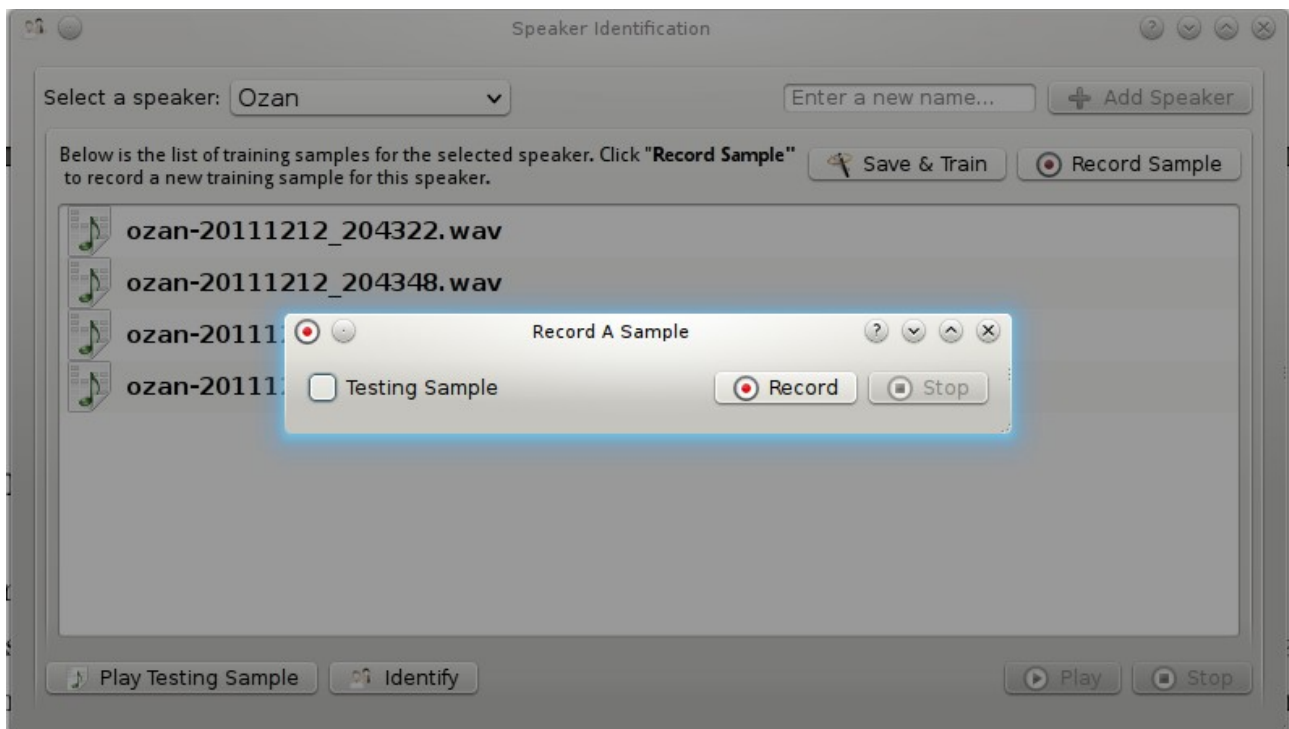 Speaker Identification
Select a speaker: Ozan Enter a new name... Add Speaker
Below is the list of training samples for the selected speaker. Click "Record Sample"
to record a new training sample for this speaker.
Save & Train Record Sample
ozan-20111212_204322.wav
ozan-20111212_204348.wav
ozan-20111
ozan-20111
Record A Sample
Testing Sample Record Stop
Play Testing Sample Identify Play Stop